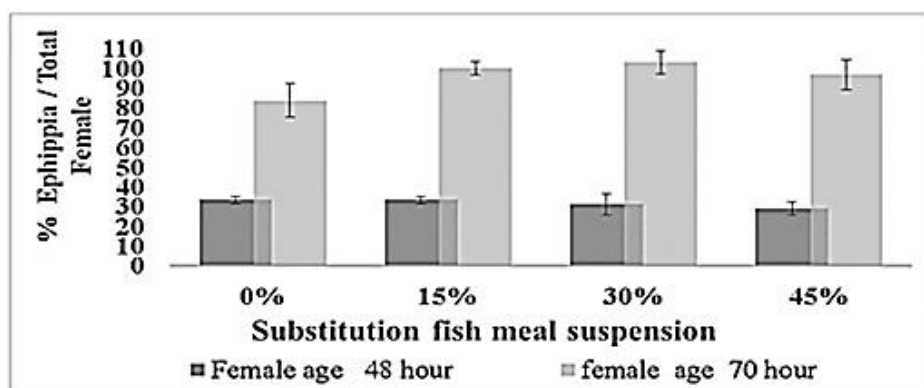 % Ephippia / Total
Female
110
100
90
80
70
60
50
40
30
20
10
0
0% 15% 30% 45%
Substitution fish meal suspension
Female age 48 hour female age 70 hour